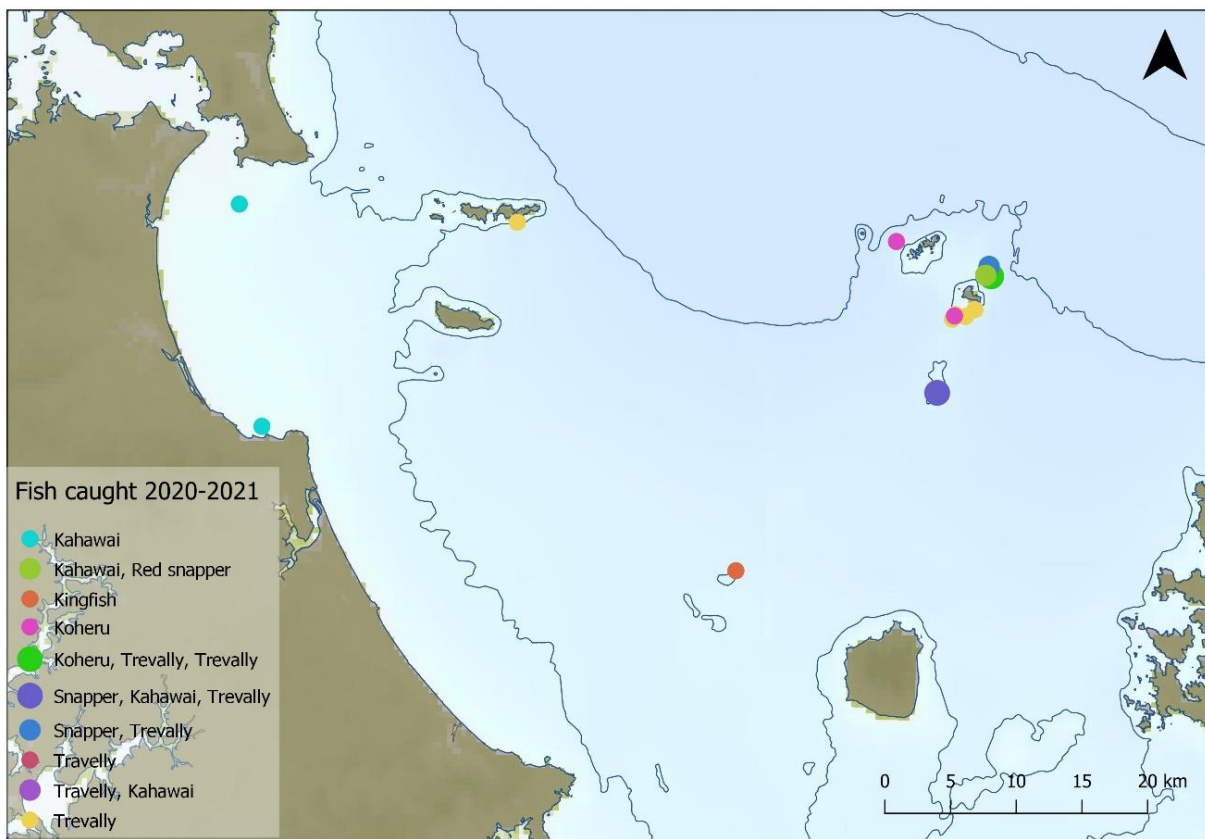 Fish caught 2020-2021
Kahawai
Kahawai, Red snapper
Kingfish
Koheru
Koheru, Trevally, Trevally
Snapper, Kahawai, Trevally
Snapper, Trevally
Travelly
Travelly, Kahawai
Trevally
0 5 10 15 20 km